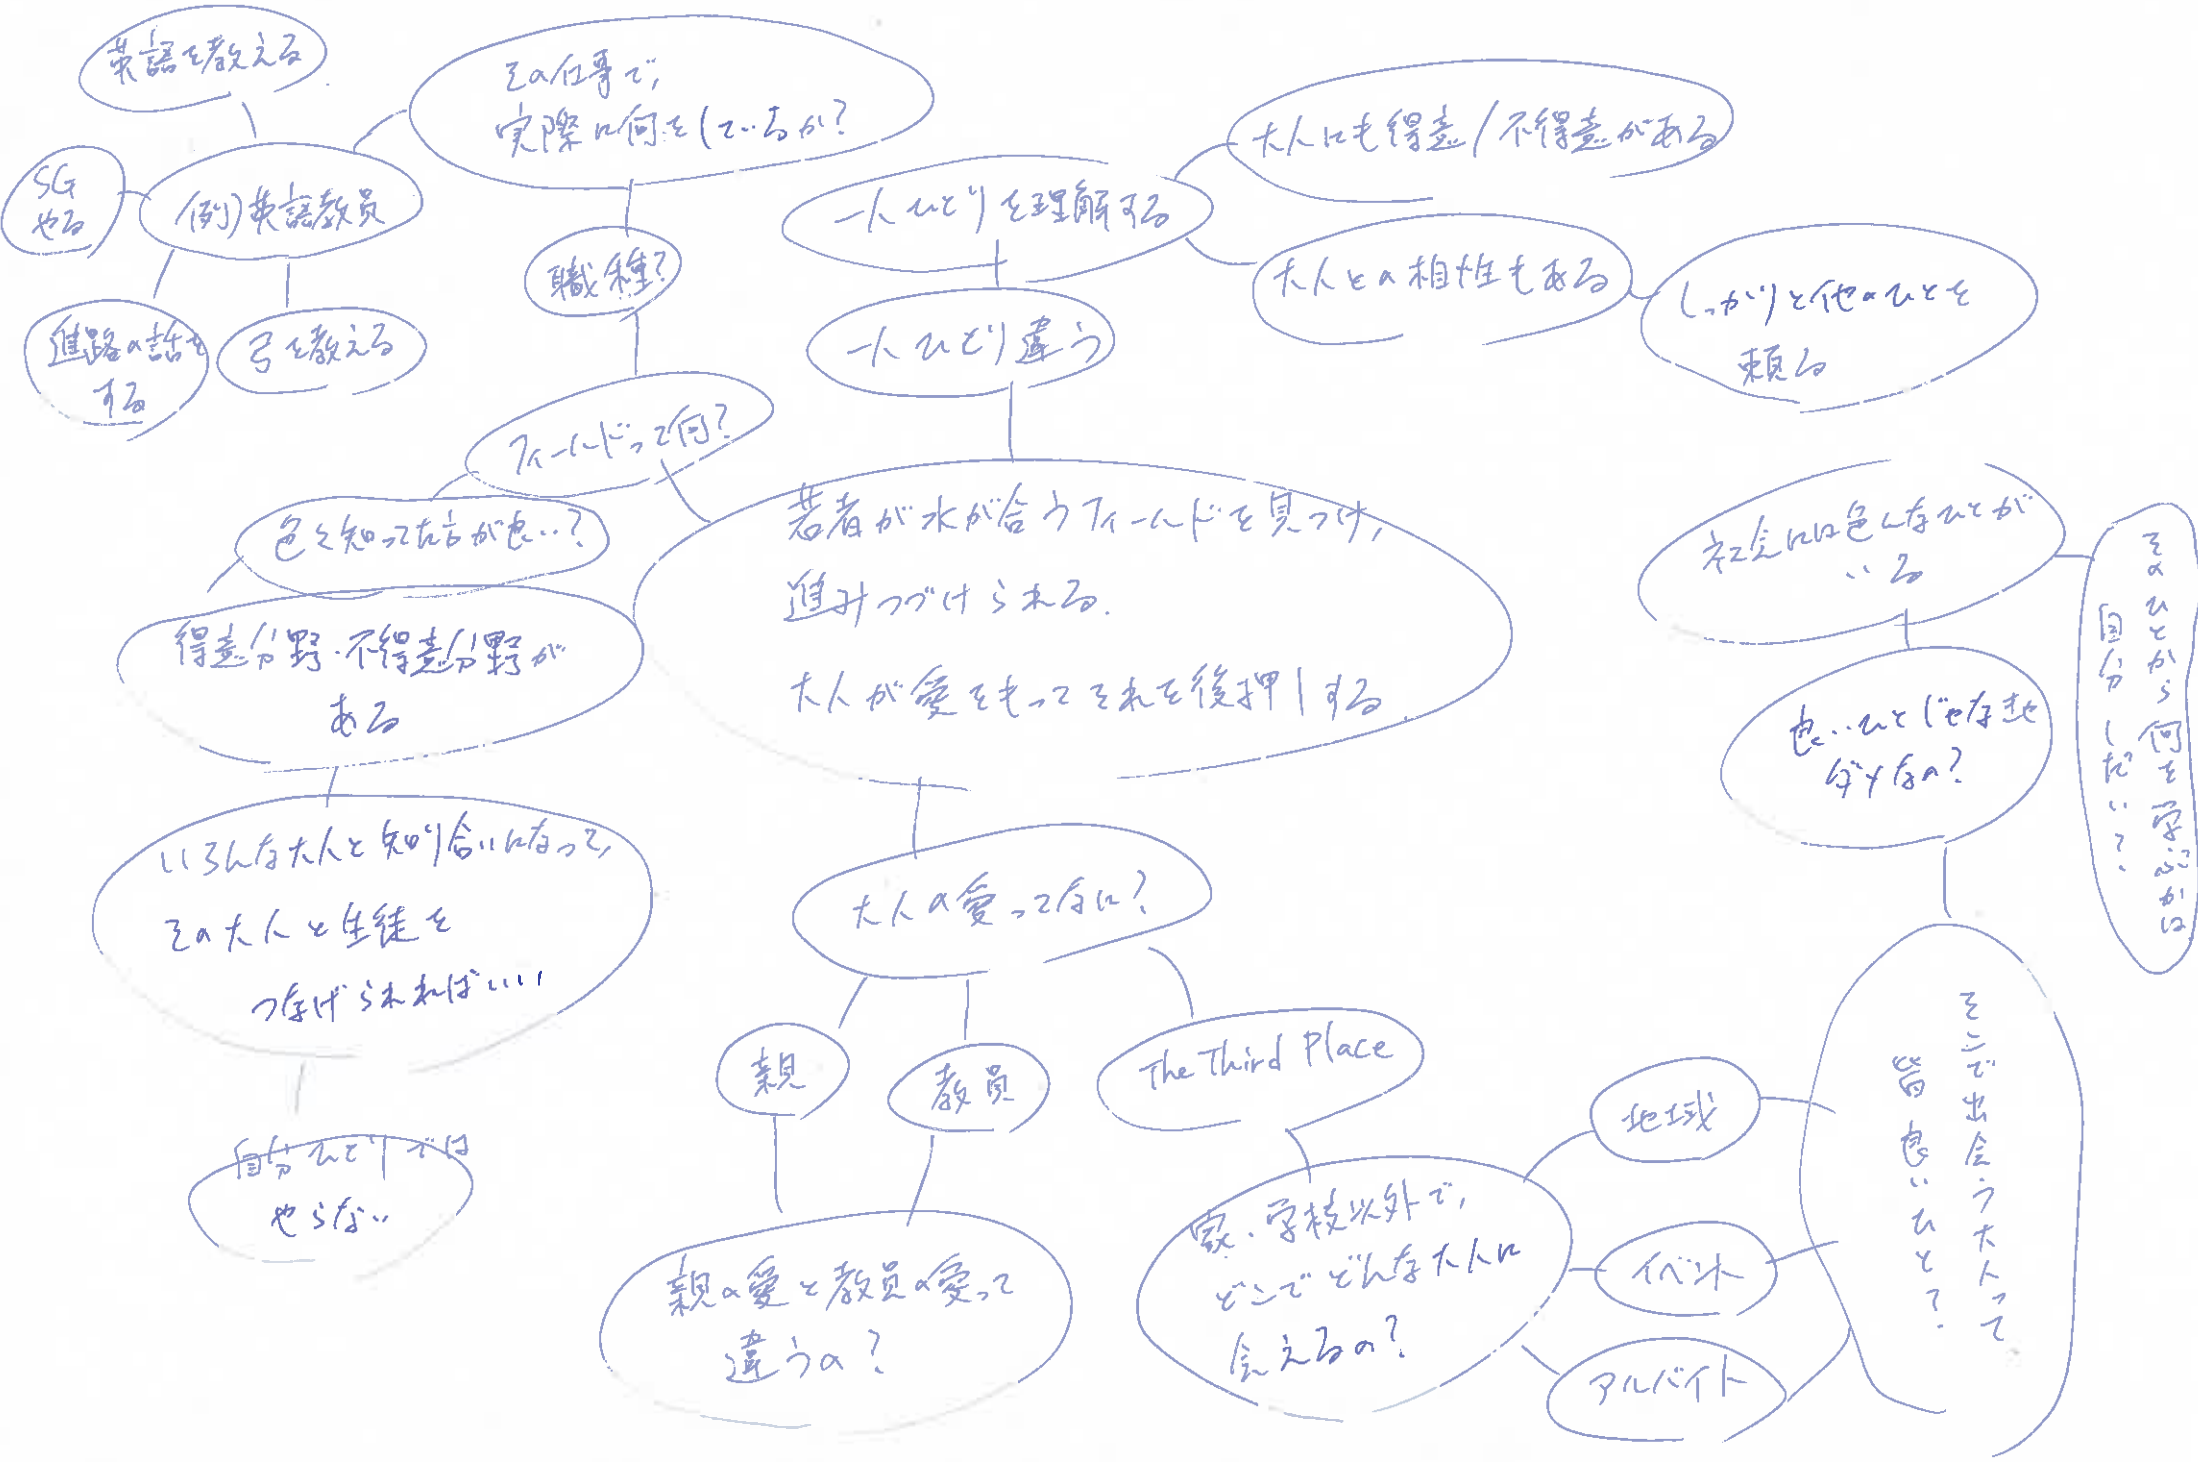 英語を教える
その仕事で、
実際に何をしているか?
SG
やる
例)英語教員
進路の話を
する
弓を教える
職種?
フィールドって何?
色々知ってた方が良い?
得意分野・不得意分野が
ある
いろんな大人と知り合いになって、
その大人と生徒を
つなげられればいい
自分ひとりでは
やらない
大人にも得意/不得意がある
一人ひとりを理解する
大人との相性もある
しっかりと他のひとを
頼る
一人ひとり違う
若者が水が合うフィールドを見つけ、
進みつづけられる.
大人が愛をもってそれを後押しする
大人の愛ってなに?
親
教員
The Third Place
親の愛と教員の愛って
違うの?
家・学校以外で、
どこでどんな大人に
会えるの?
地域
イベント
アルバイト
そこで出会う大人って
皆良いひと?
良いひとじゃなきゃ
ダメなの?
社会には色んなひとが
いる
そのひとから何を学ぶかは
自分しだい?